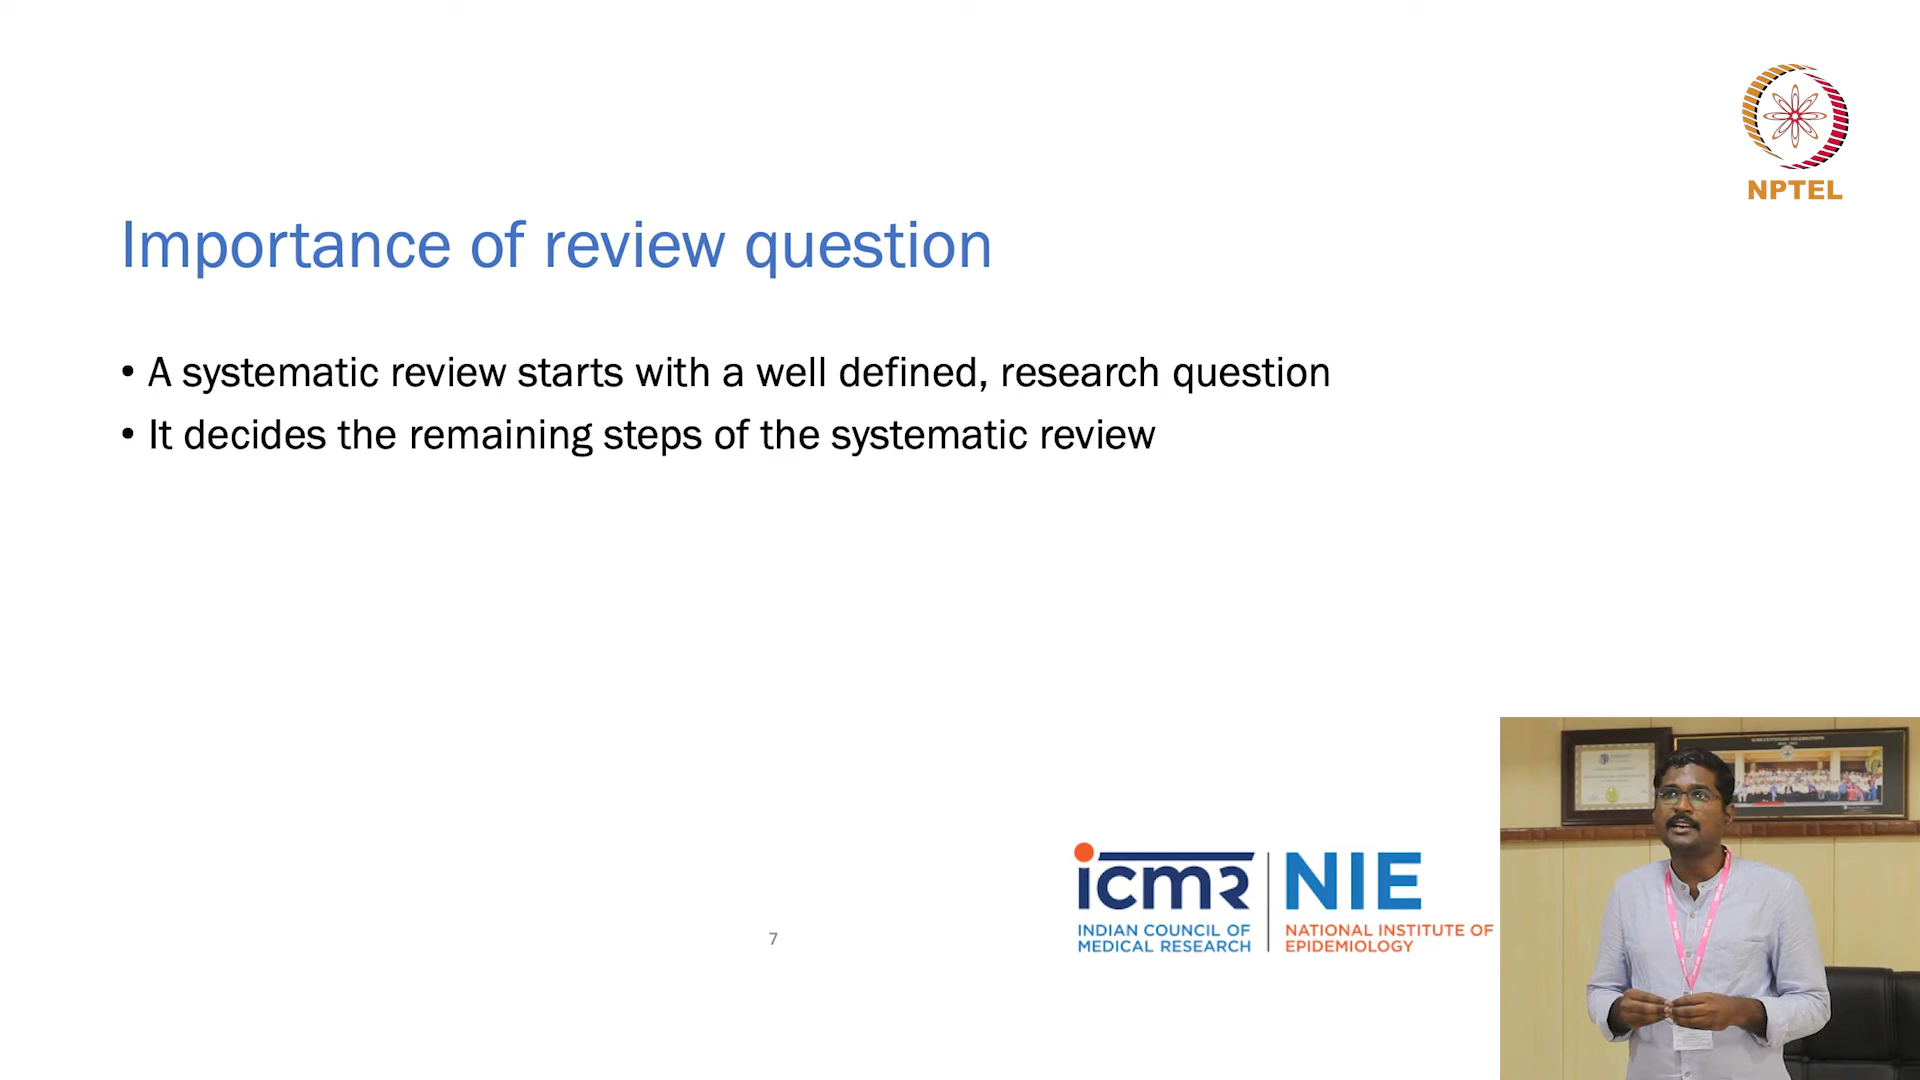 NPTEL
Importance of review question
• A systematic review starts with a well defined, research question
• It decides the remaining steps of the systematic review
icmr
INDIAN COUNCIL OF
MEDICAL RESEARCH
NIE
NATIONAL INSTITUTE OF
EPIDEMIOLOGY
7